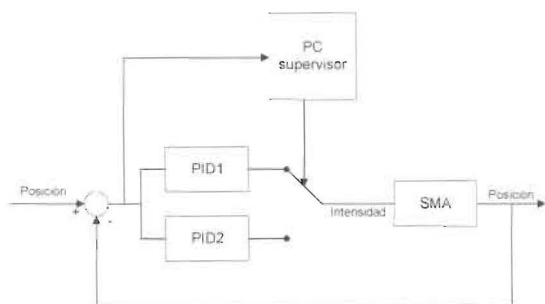 PC
supervisor
PID1
Posición
+
-
PID2
Intensidad
SMA
Posición